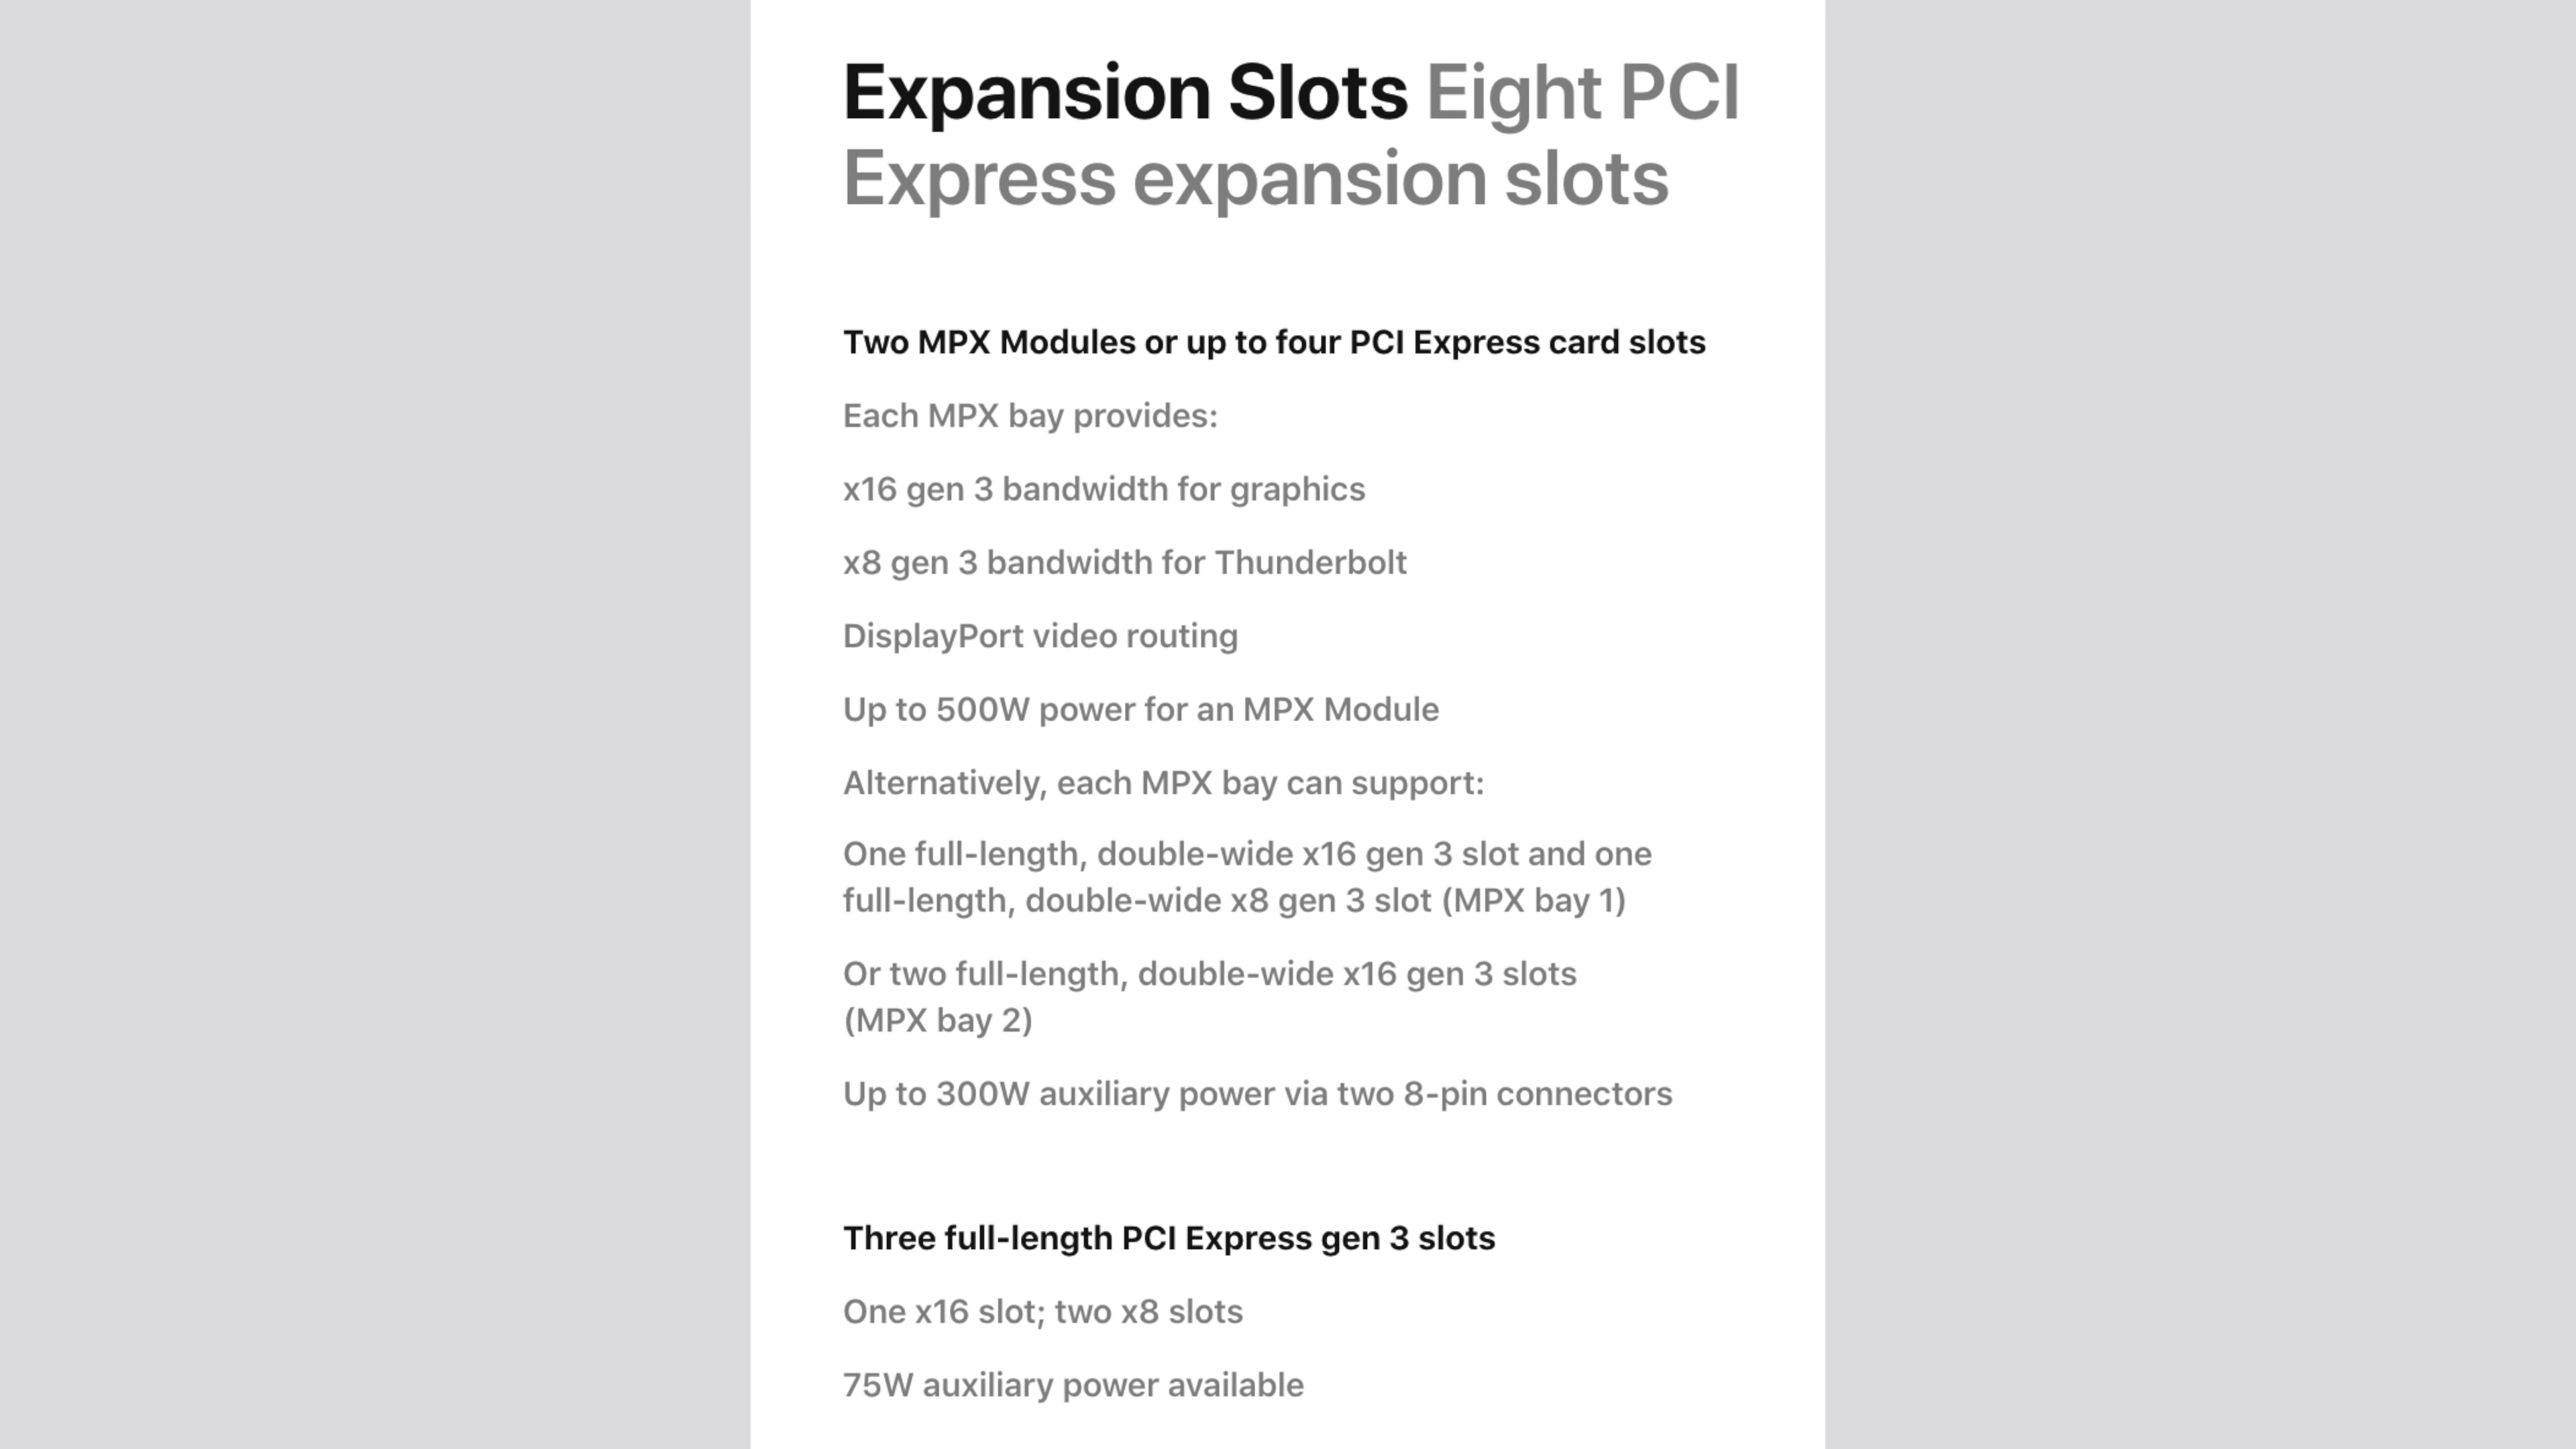 Expansion Slots Eight PCI
Express expansion slots
Two MPX Modules or up to four PCI Express card slots
Each MPX bay provides:
x16 gen 3 bandwidth for graphics
x8 gen 3 bandwidth for Thunderbolt
DisplayPort video routing
Up to 500W power for an MPX Module
Alternatively, each MPX bay can support:
One full-length, double-wide x16 gen 3 slot and one
full-length, double-wide x8 gen 3 slot (MPX bay 1)
Or two full-length, double-wide x16 gen 3 slots
(MPX bay 2)
Up to 300W auxiliary power via two 8-pin connectors
Three full-length PCI Express gen 3 slots
One x16 slot; two x8 slots
75W auxiliary power available